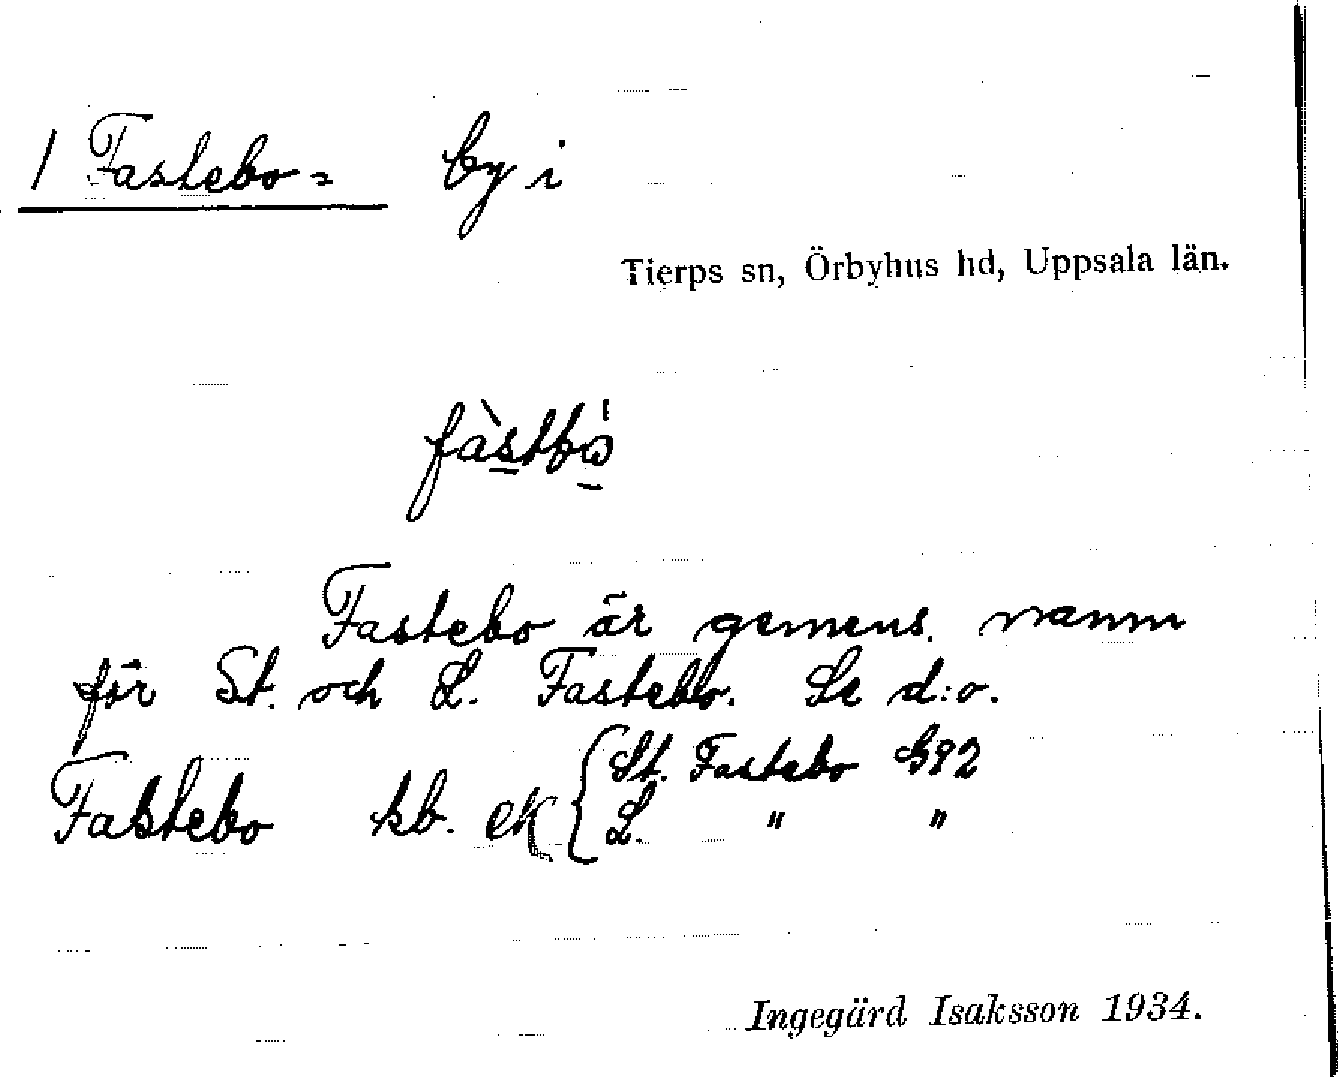 1 Fastebo = by i
Tierps sn, Örbyhus hd, Uppsala län.
Fastebo är gemens. namn
för St. och L. Fastebo. Se d:o.
Fastebo kb. ek { St. Fastebo G92
L. " "
Ingegärd Isaksson 1934.